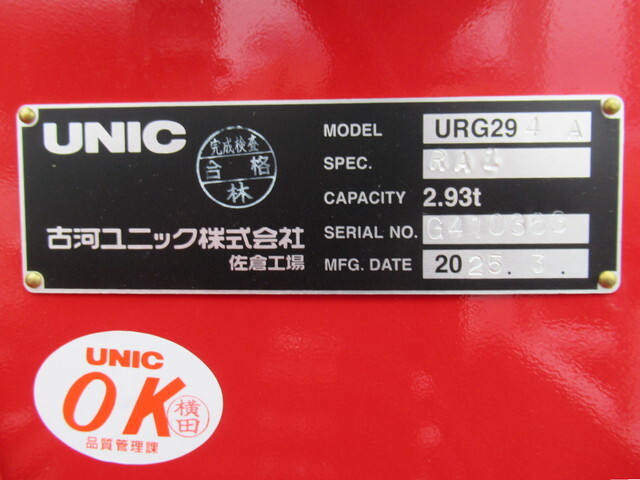 UNIC
完成検査
合格
林
古河ユニック株式会社
佐倉工場
MODEL URG294A
SPEC.
CAPACITY 2.93t
SERIAL NO.
MFG. DATE 2025.3.
UNIC
OK
横田
品質管理課